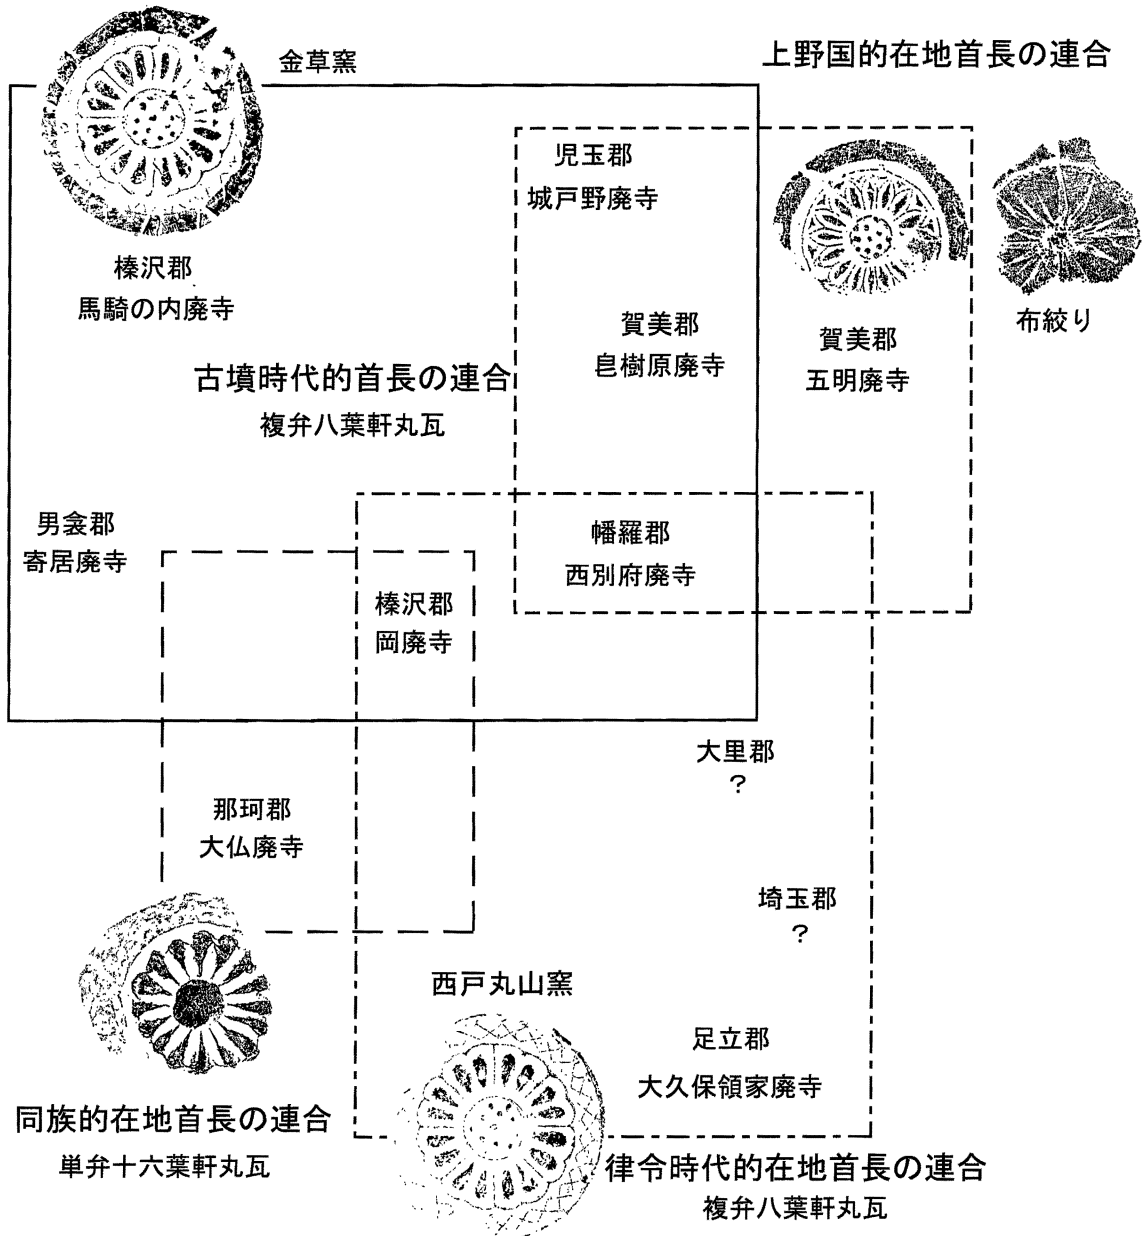 金草窯
上野国的在地首長の連合
児玉郡
城戸野廃寺
榛沢郡
馬騎の内廃寺
賀美郡
皀樹原廃寺
賀美郡
五明廃寺
布絞り
古墳時代的首長の連合
複弁八葉軒丸瓦
男衾郡
寄居廃寺
幡羅郡
西別府廃寺
榛沢郡
岡廃寺
大里郡
?
那珂郡
大仏廃寺
埼玉郡
?
西戸丸山窯
足立郡
大久保領家廃寺
同族的在地首長の連合
単弁十六葉軒丸瓦
律令時代的在地首長の連合
複弁八葉軒丸瓦